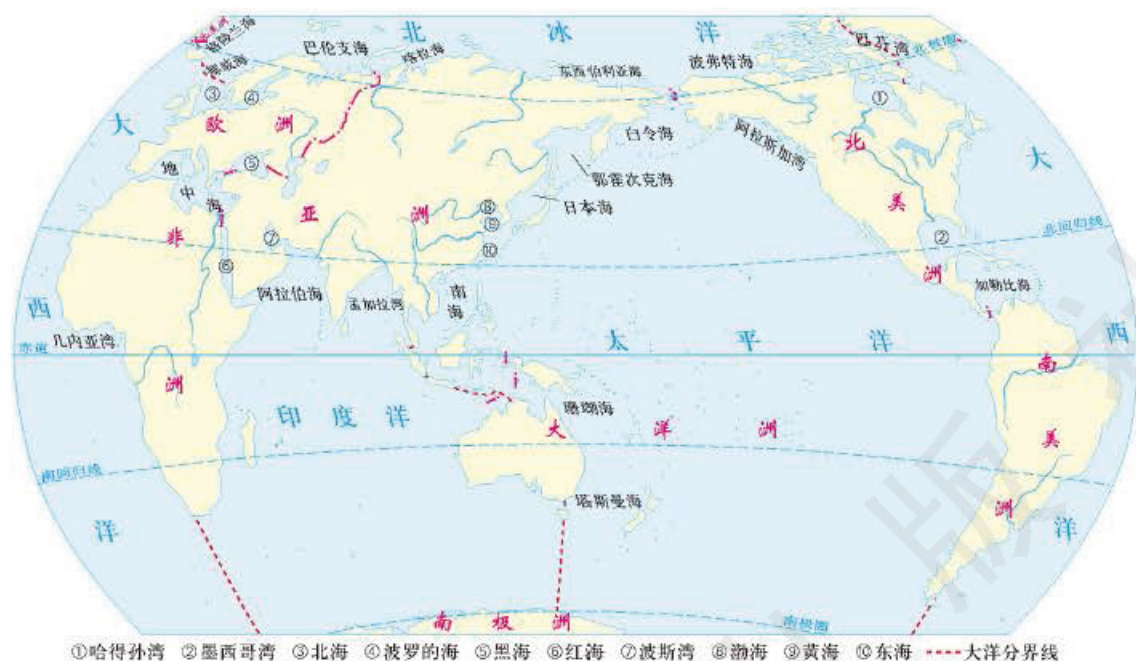 北冰洋
格陵兰海
挪威海
巴伦支海
喀拉海
东西伯利亚海
波弗特海
巴芬湾
北极圈
③
④
①
大
欧洲
白令海
阿拉斯加湾
北
大
地中海
⑤
鄂霍次克海
日本海
亚洲
美
非
⑦
⑧
⑨
⑩
②
北回归线
⑥
洲
西
阿拉伯海
孟加拉湾
南海
加勒比海
几内亚湾
赤道
太平洋
西
洲
南
印度洋
珊瑚海
大洋洲
美
南回归线
塔斯曼海
洲
洋
洋
南极洲
南极圈
①哈得孙湾 ②墨西哥湾 ③北海 ④波罗的海 ⑤黑海 ⑥红海 ⑦波斯湾 ⑧渤海 ⑨黄海 ⑩东海 大洋分界线